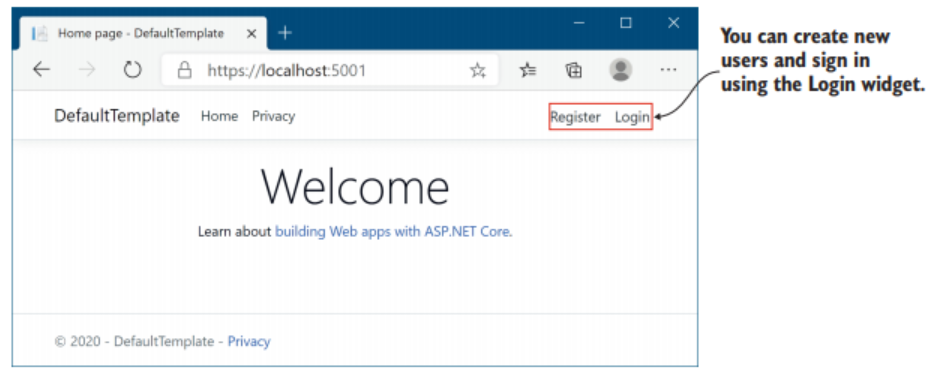 Home page - DefaultTemplate
https://localhost:5001
You can create new
users and sign in
using the Login widget.
DefaultTemplate Home Privacy Register Login
Welcome
Learn about building Web apps with ASP.NET Core.
© 2020 - DefaultTemplate - Privacy